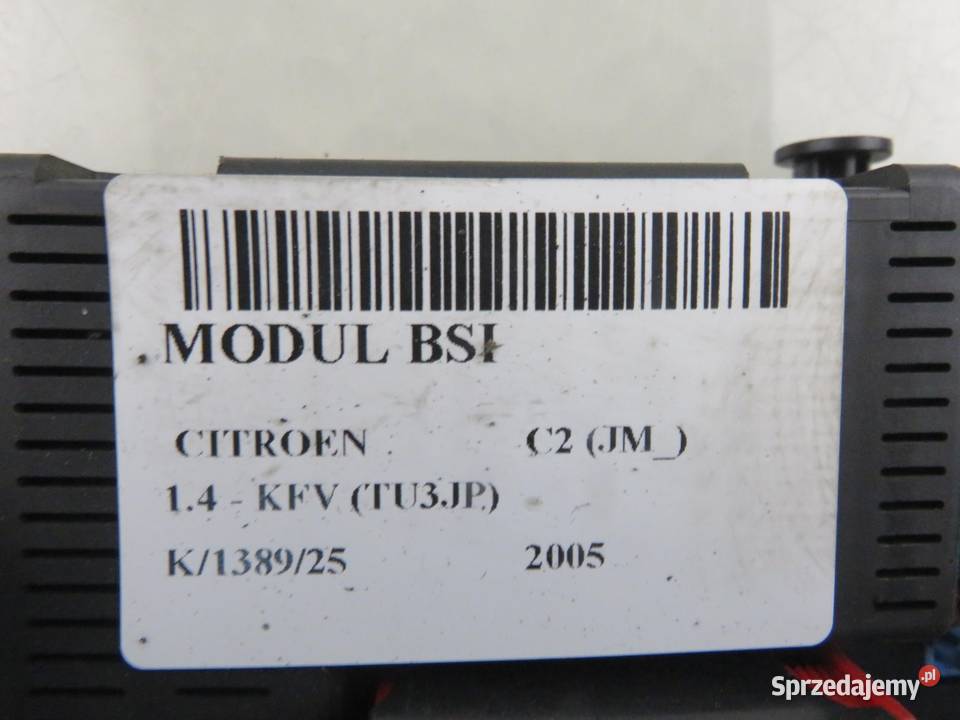 MODUL BSI
CITROEN C2 (JM_)
1.4 - KFV (TU3JP)
K/1389/25 2005
Sprzedajemy.pl